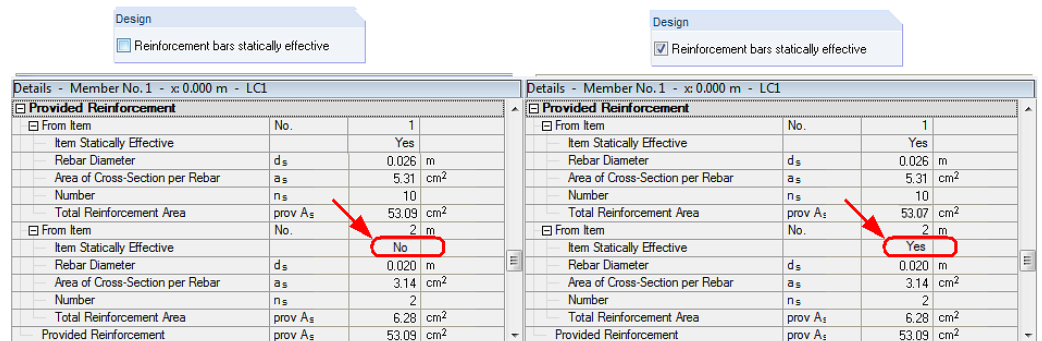 Design
Reinforcement bars statically effective
Details - Member No. 1 - x: 0.000 m - LC1
Provided Reinforcement
From Item No. 1
Item Statically Effective Yes
Rebar Diameter ds 0.026 m
Area of Cross-Section per Rebar as 5.31 cm2
Number ns 10
Total Reinforcement Area prov As 53.09 cm2
From Item No. 2 m
Item Statically Effective No
Rebar Diameter ds 0.020 m
Area of Cross-Section per Rebar as 3.14 cm2
Number ns 2
Total Reinforcement Area prov As 6.28 cm2
Provided Reinforcement prov As 53.09 cm2
Design
Reinforcement bars statically effective
Details - Member No. 1 - x: 0.000 m - LC1
Provided Reinforcement
From Item No. 1
Item Statically Effective Yes
Rebar Diameter ds 0.026 m
Area of Cross-Section per Rebar as 5.31 cm2
Number ns 10
Total Reinforcement Area prov As 53.07 cm2
From Item No. 2 m
Item Statically Effective Yes
Rebar Diameter ds 0.020 m
Area of Cross-Section per Rebar as 3.14 cm2
Number ns 2
Total Reinforcement Area prov As 6.28 cm2
Provided Reinforcement prov As 53.09 cm2